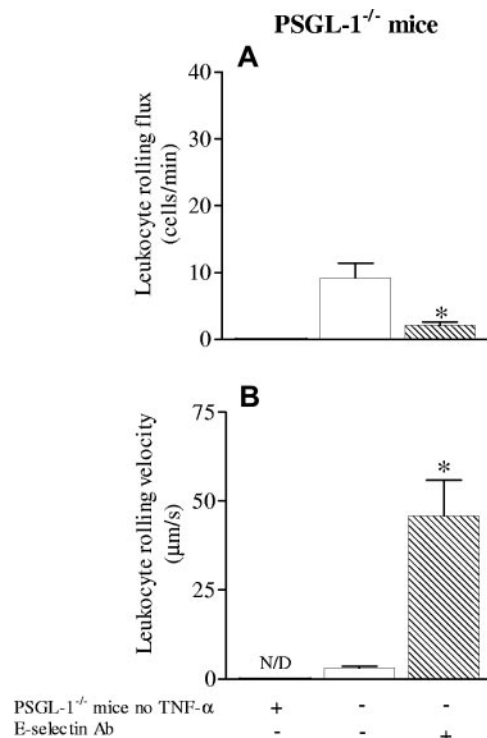 PSGL-1-/- mice
A
Leukocyte rolling flux
(cells/min)
40
30
20
10
0
*
B
Leukocyte rolling velocity
(μm/s)
75
50
25
0
N/D
*
PSGL-1-/- mice no TNF-α + - -
E-selectin Ab - - +